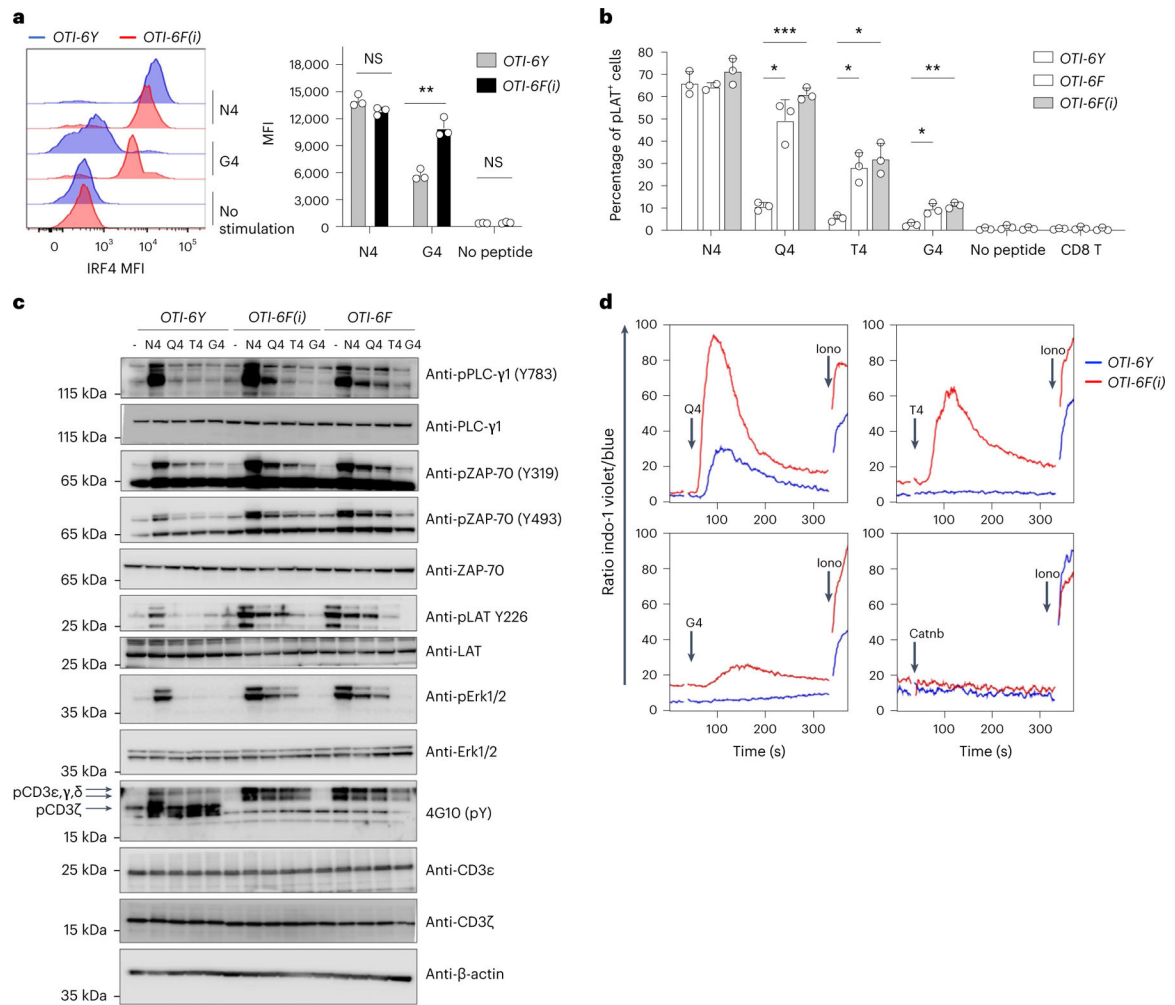 a
OTI-6Y
OTI-6F(i)
N4
G4
No
stimulation
0
10³
10⁴
10⁵
IRF4 MFI
18,000
15,000
12,000
9,000
6,000
3,000
0
MFI
NS
**
NS
N4
G4
No peptide
OTI-6Y
OTI-6F(i)
b
Percentage of pLAT⁺ cells
80
70
60
50
40
30
20
10
0
***
*
*
*
**
*
N4
Q4
T4
G4
No peptide
CD8 T
OTI-6Y
OTI-6F
OTI-6F(i)
c
OTI-6Y
OTI-6F(i)
OTI-6F
- N4 Q4 T4 G4 - N4 Q4 T4 G4 - N4 Q4 T4 G4
Anti-pPLC-γ1 (Y783)
115 kDa
Anti-PLC-γ1
115 kDa
Anti-pZAP-70 (Y319)
65 kDa
Anti-pZAP-70 (Y493)
65 kDa
Anti-ZAP-70
65 kDa
Anti-pLAT Y226
25 kDa
Anti-LAT
25 kDa
Anti-pErk1/2
35 kDa
Anti-Erk1/2
35 kDa
pCD3ε,γ,δ
pCD3ζ
4G10 (pY)
15 kDa
25 kDa
Anti-CD3ε
Anti-CD3ζ
15 kDa
Anti-β-actin
35 kDa
d
Ratio indo-1 violet/blue
100
80
60
40
20
0
Q4
Iono
100
200
300
100
80
60
40
20
0
T4
Iono
100
200
300
OTI-6Y
OTI-6F(i)
100
80
60
40
20
0
G4
Iono
100
200
300
Time (s)
100
80
60
40
20
0
Catnb
Iono
100
200
300
Time (s)